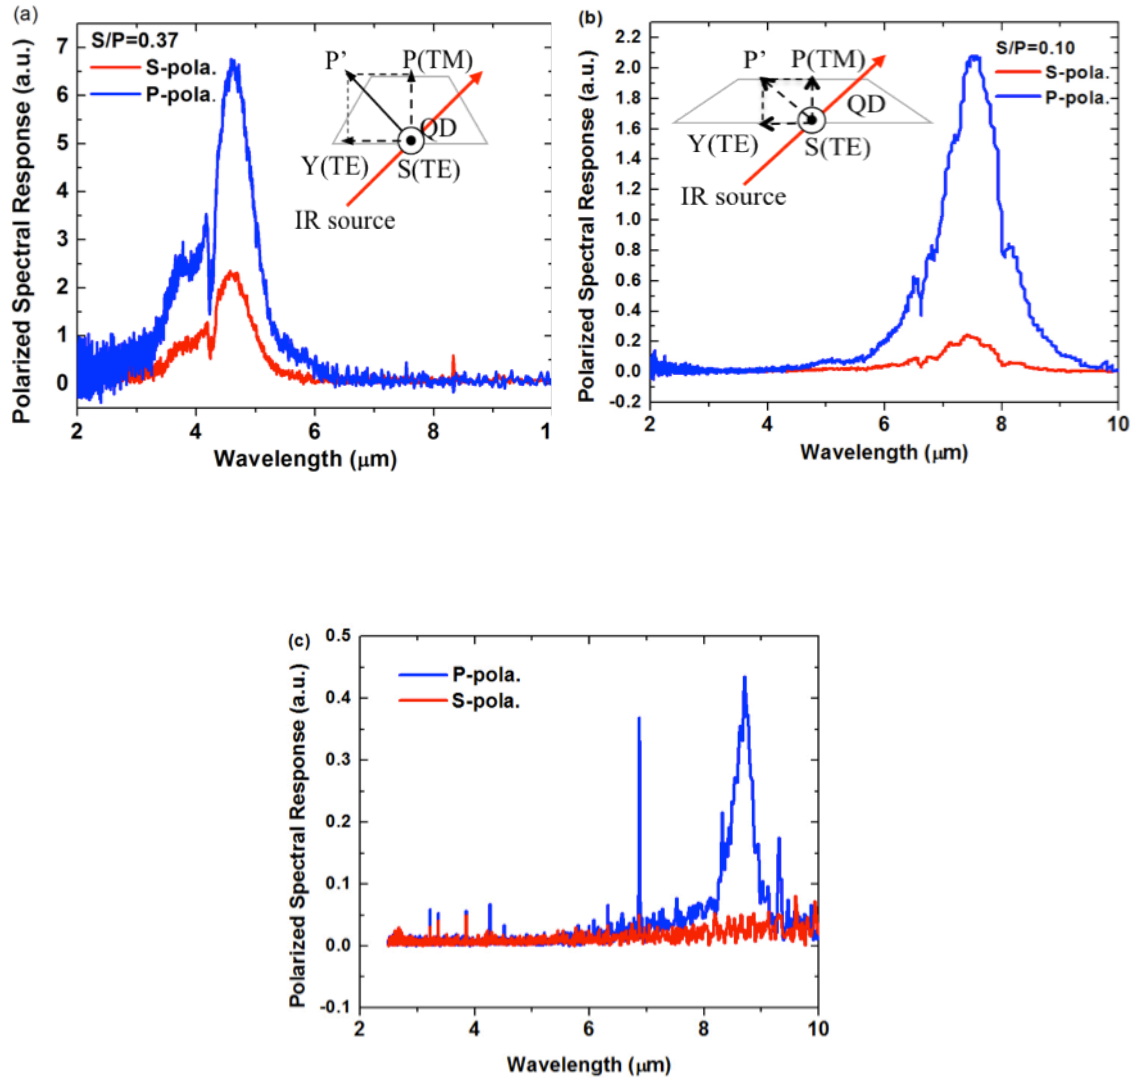 (a)
S/P=0.37
S-pola.
P-pola.
P'
P(TM)
QD
Y(TE)
S(TE)
IR source
7
6
5
4
3
2
1
0
2
4
6
8
1
Polarized Spectral Response (a.u.)
Wavelength (μm)
(b)
S/P=0.10
S-pola.
P-pola.
P'
P(TM)
QD
Y(TE)
S(TE)
IR source
2.2
2.0
1.8
1.6
1.4
1.2
1.0
0.8
0.6
0.4
0.2
0.0
-0.2
2
4
6
8
10
Polarized Spectral Response (a.u.)
Wavelength (μm)
(c)
P-pola.
S-pola.
0.5
0.4
0.3
0.2
0.1
0.0
-0.1
2
4
6
8
10
Polarized Spectral Response (a.u.)
Wavelength (μm)